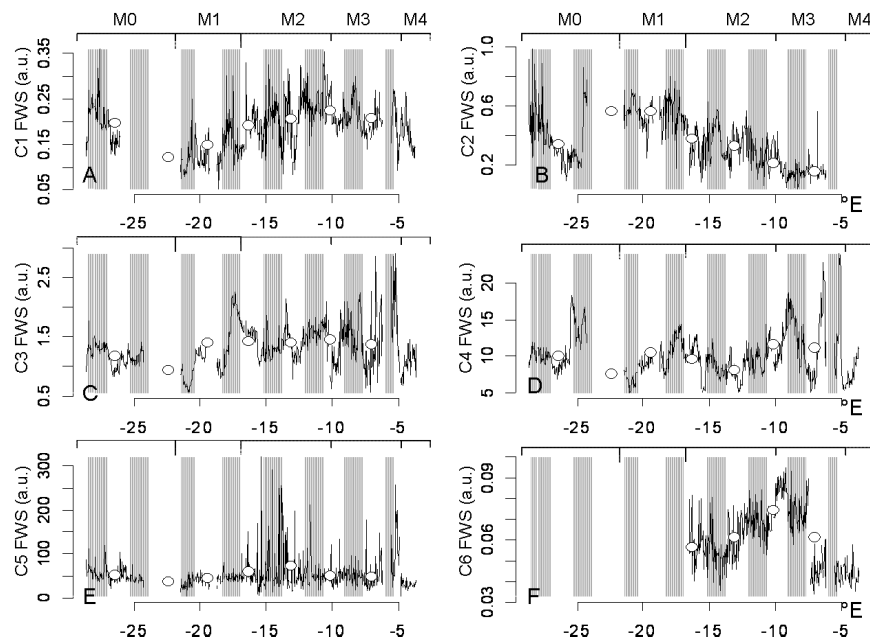 M0 M1 M2 M3 M4
M0 M1 M2 M3 M4
C1 FWS (a.u.)
0.05 0.15 0.25 0.35
A
-25 -20 -15 -10 -5
C2 FWS (a.u.)
0.2 0.6 1.0
B
-25 -20 -15 -10 -5
°E
C3 FWS (a.u.)
0.5 1.5 2.5
C
-25 -20 -15 -10 -5
C4 FWS (a.u.)
5 10 15 20
D
-25 -20 -15 -10 -5
°E
C5 FWS (a.u.)
0 50 100 200 300
E
-25 -20 -15 -10 -5
C6 FWS (a.u.)
0.03 0.06 0.09
F
-25 -20 -15 -10 -5
°E